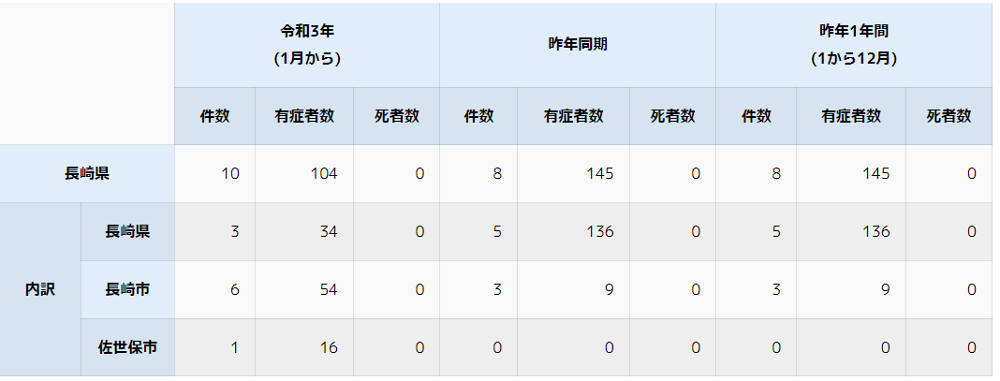 令和3年 昨年同期 昨年1年間
(1月から) (1から12月)
件数 有症者数 死者数 件数 有症者数 死者数 件数 有症者数 死者数
長崎県 10 104 0 8 145 0 8 145 0
内訳 長崎県 3 34 0 5 136 0 5 136 0
長崎市 6 54 0 3 9 0 3 9 0
佐世保市 1 16 0 0 0 0 0 0 0